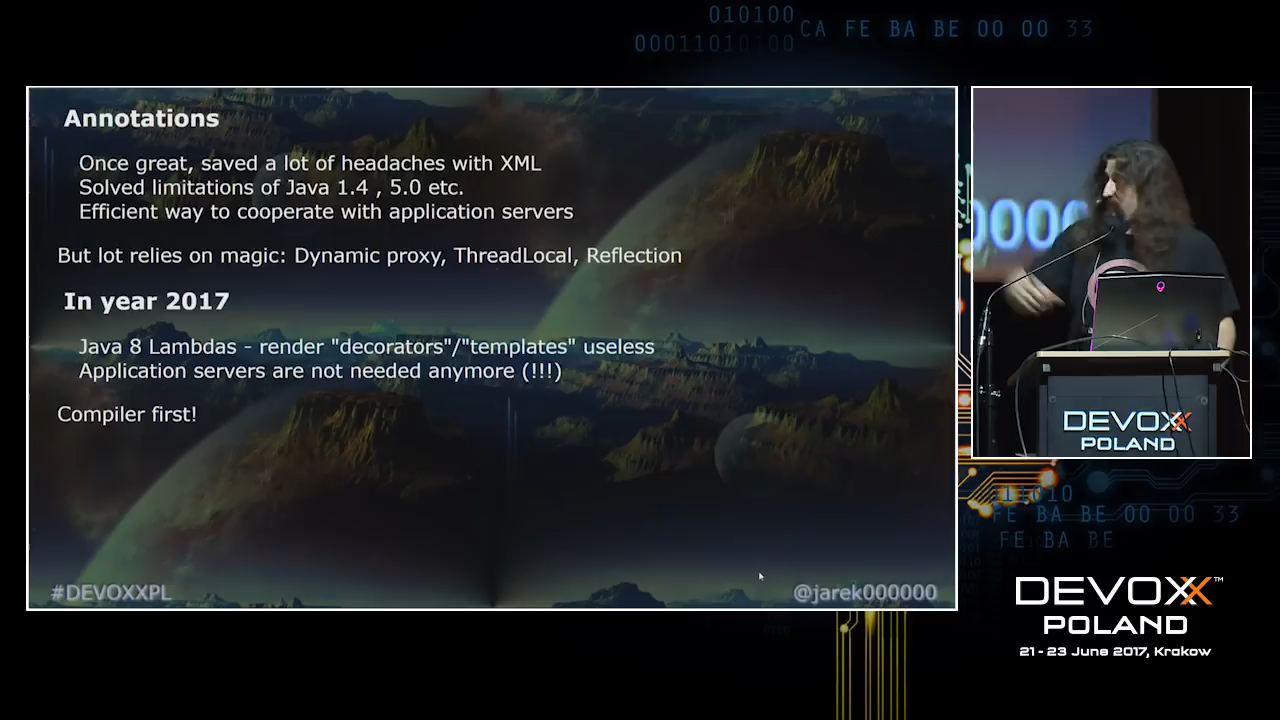 010100
00011010100
CA FE BA BE 00 00 33
Annotations
Once great, saved a lot of headaches with XML
Solved limitations of Java 1.4 , 5.0 etc.
Efficient way to cooperate with application servers
But lot relies on magic: Dynamic proxy, ThreadLocal, Reflection
In year 2017
Java 8 Lambdas - render "decorators"/"templates" useless
Application servers are not needed anymore (!!!)
Compiler first!
#DEVOXXPL
@jarek000000
0000
DEVOXX
POLAND
FE BA BE 00 00 33
FE BA BE
DEVOXX™
POLAND
21 - 23 June 2017, Krakow